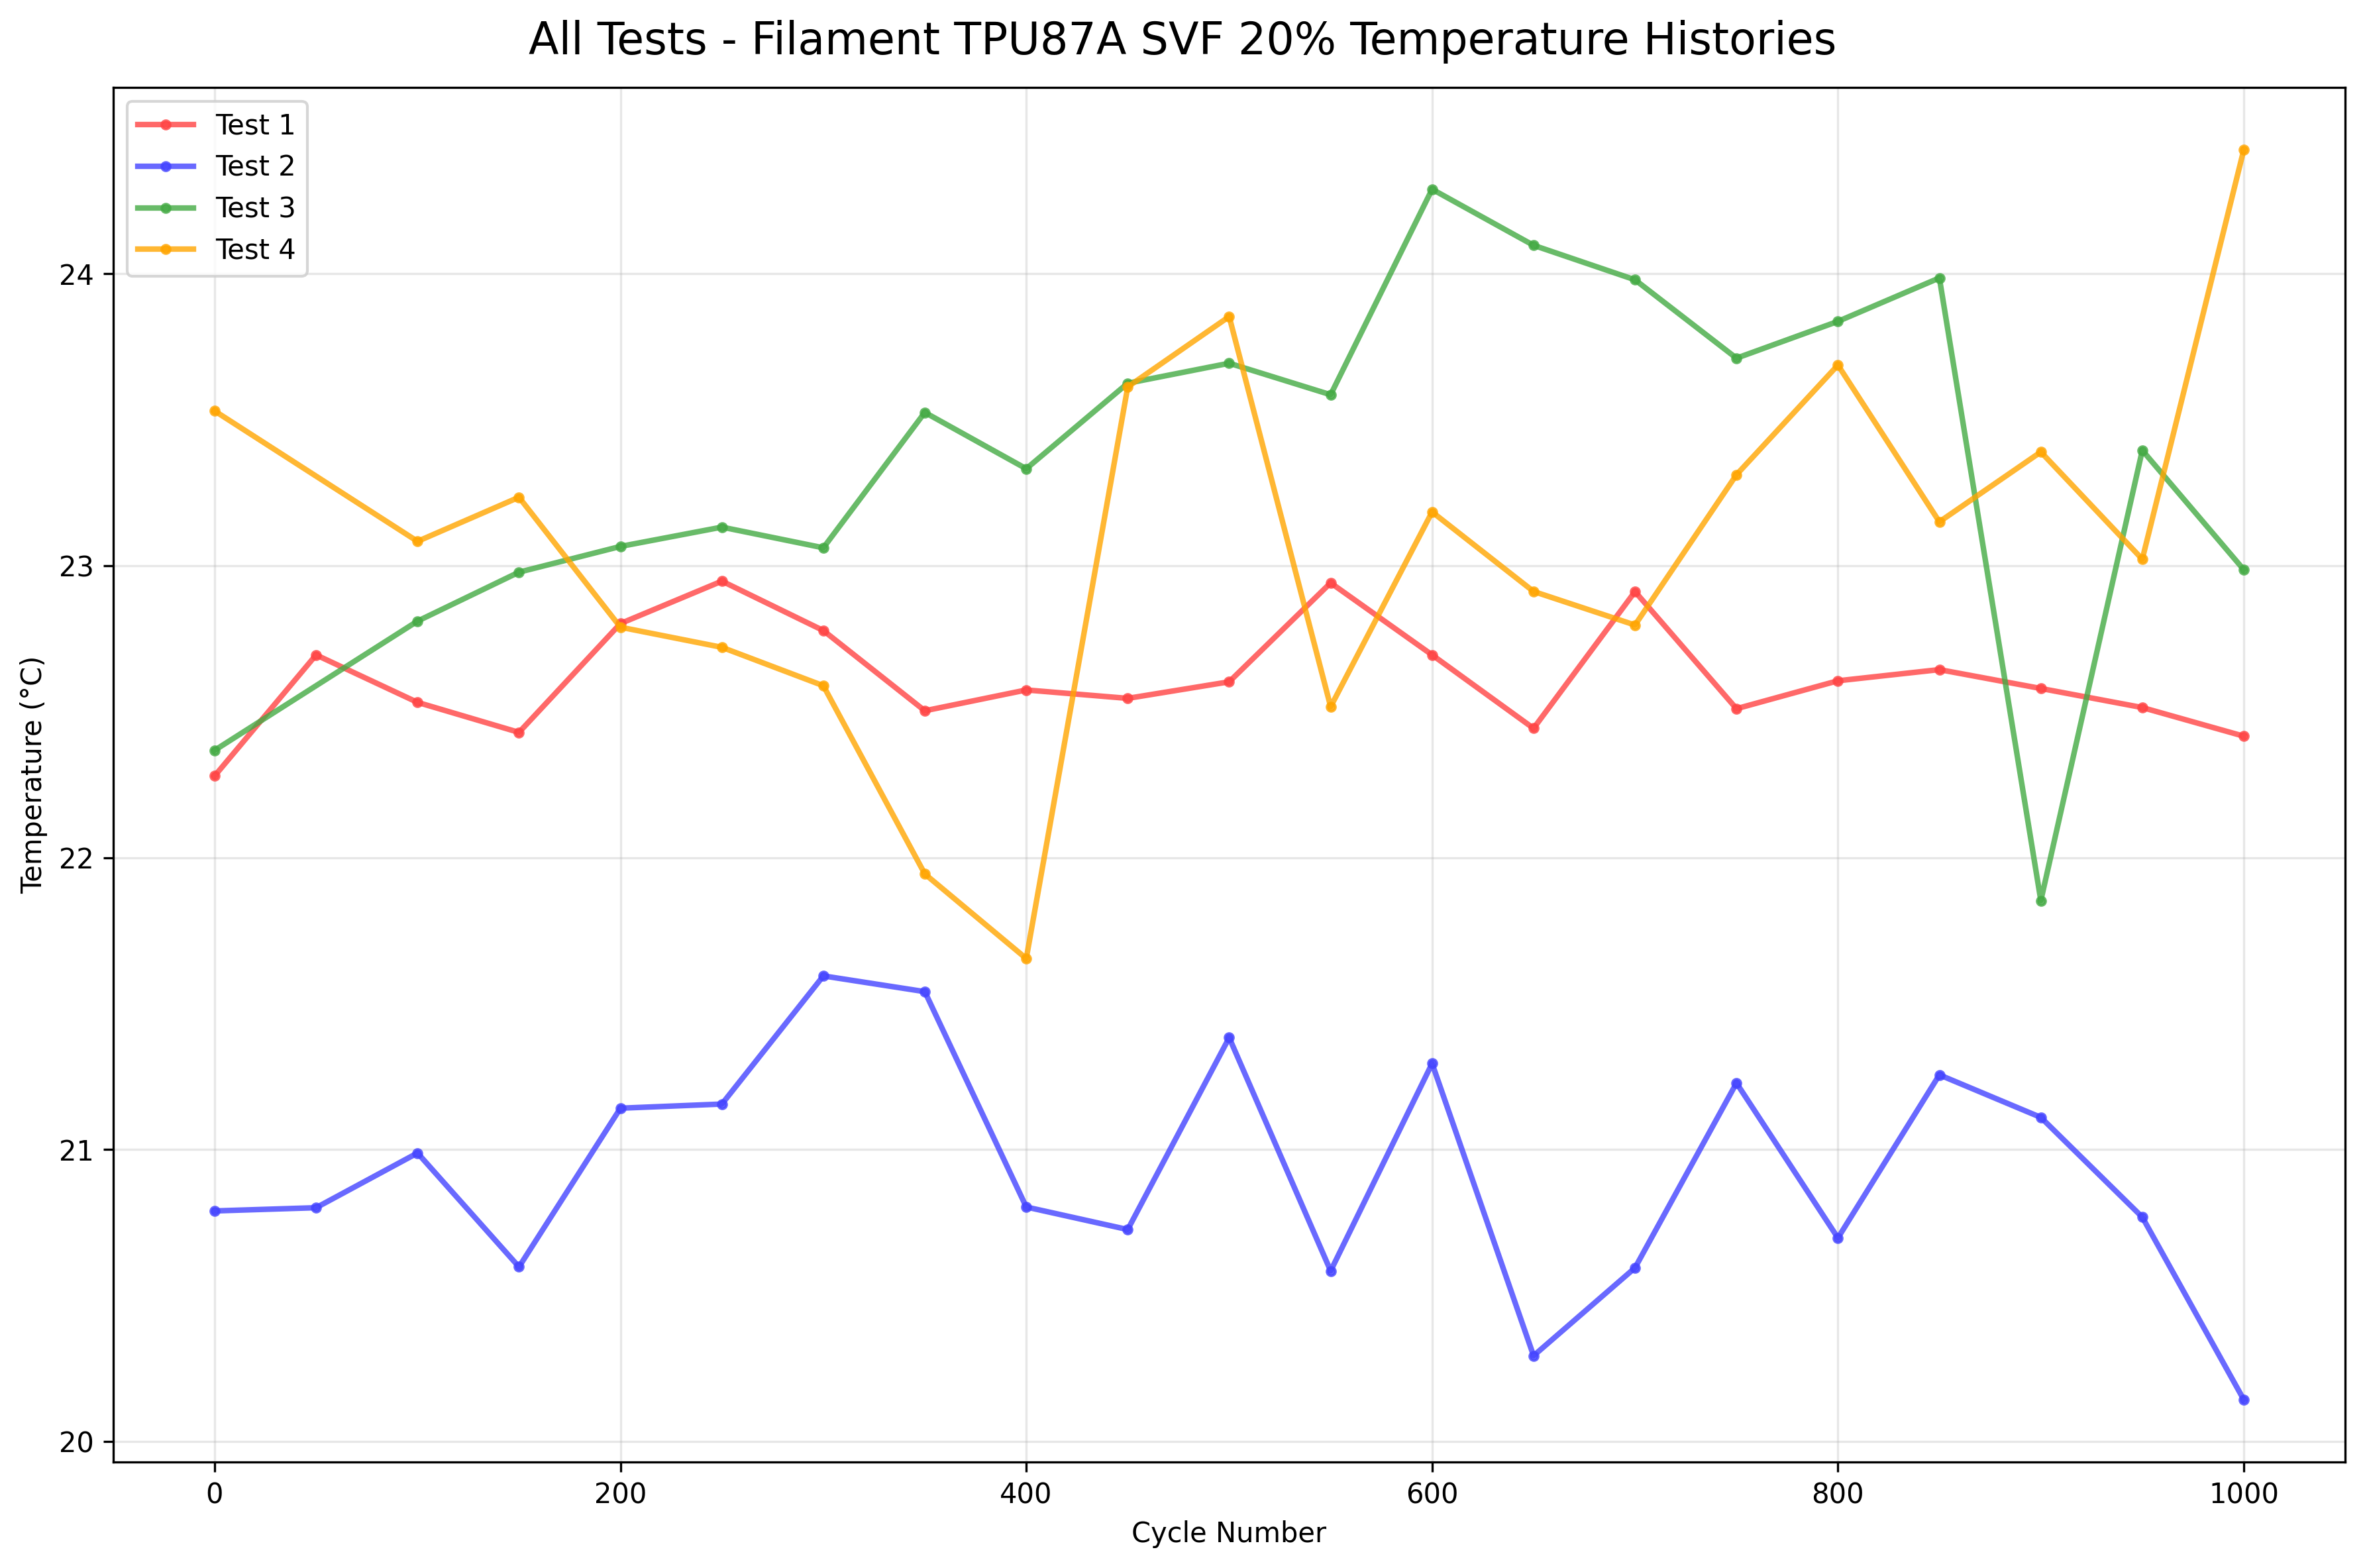 All Tests - Filament TPU87A SVF 20% Temperature Histories
Test 1
Test 2
Test 3
Test 4
24
23
22
21
20
Temperature (°C)
0 200 400 600 800 1000
Cycle Number